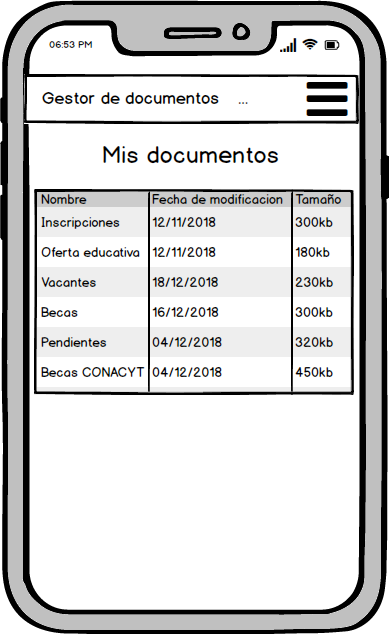 06:53 PM
Gestor de documentos ...
Mis documentos
Nombre Fecha de modificacion Tamaño
Inscripciones 12/11/2018 300kb
Oferta educativa 12/11/2018 180kb
Vacantes 18/12/2018 230kb
Becas 16/12/2018 300kb
Pendientes 04/12/2018 320kb
Becas CONACYT 04/12/2018 450kb